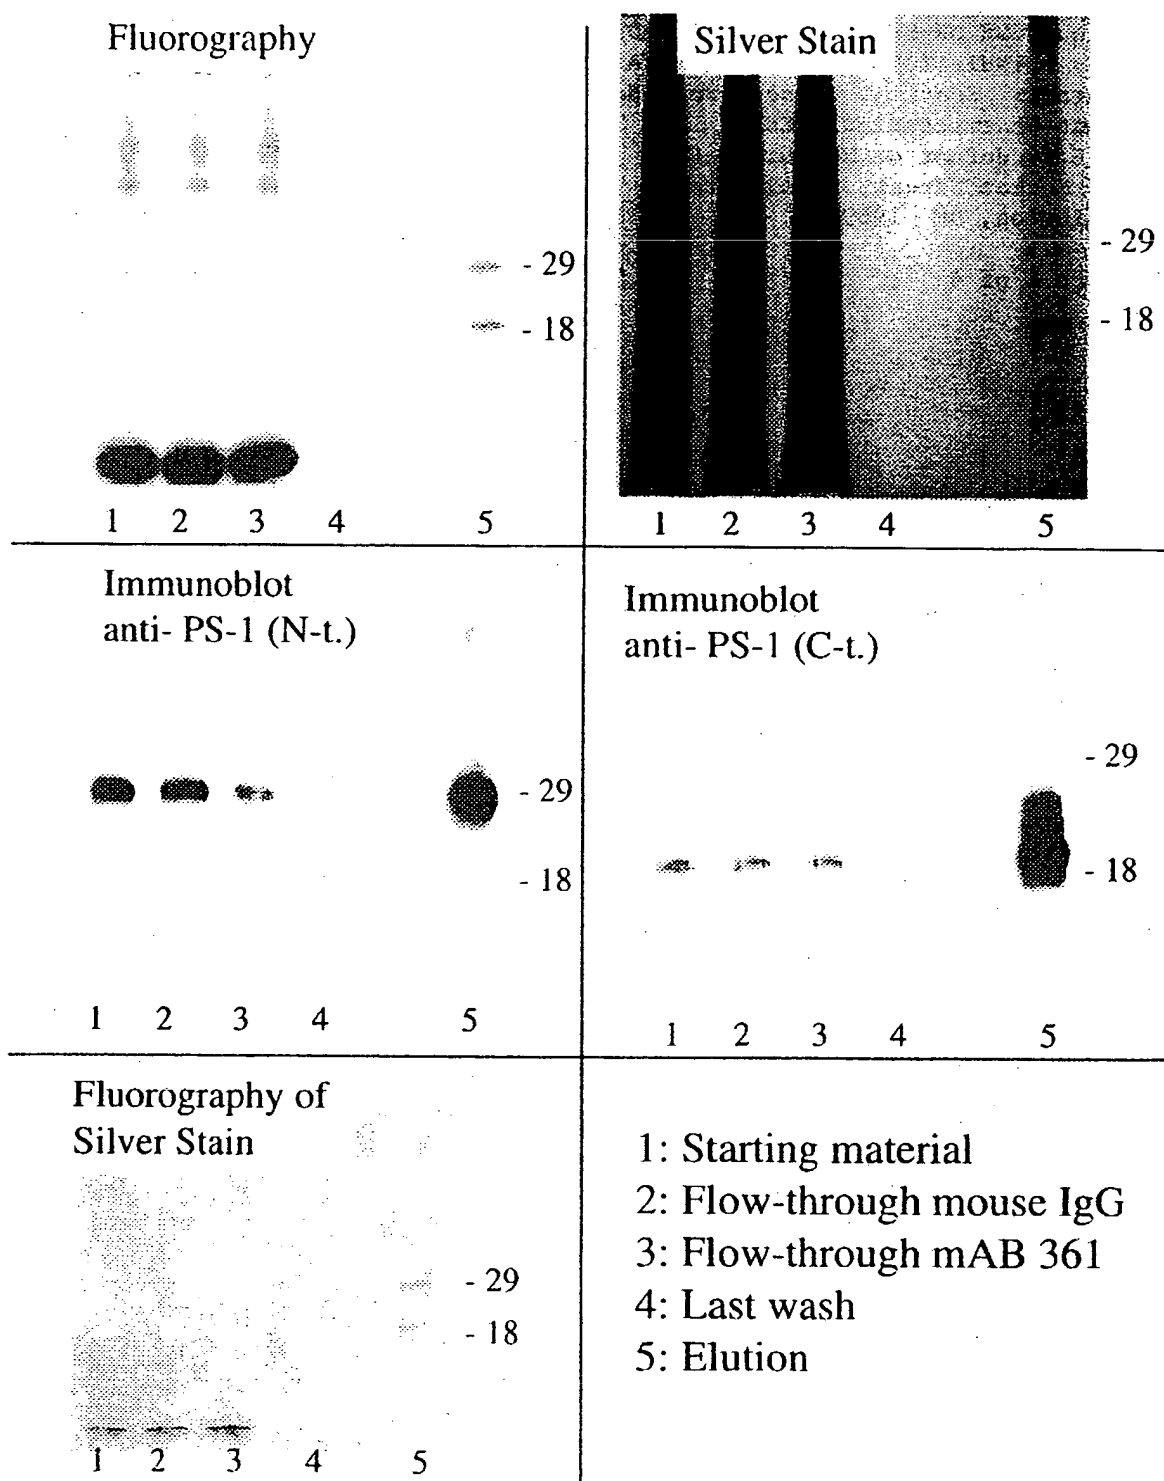 Fluorography
- 29
- 18
1 2 3 4 5
Silver Stain
- 29
- 18
1 2 3 4 5
Immunoblot
anti- PS-1 (N-t.)
- 29
- 18
1 2 3 4 5
Immunoblot
anti- PS-1 (C-t.)
- 29
- 18
1 2 3 4 5
Fluorography of
Silver Stain
- 29
- 18
1 2 3 4 5
1: Starting material
2: Flow-through mouse IgG
3: Flow-through mAB 361
4: Last wash
5: Elution